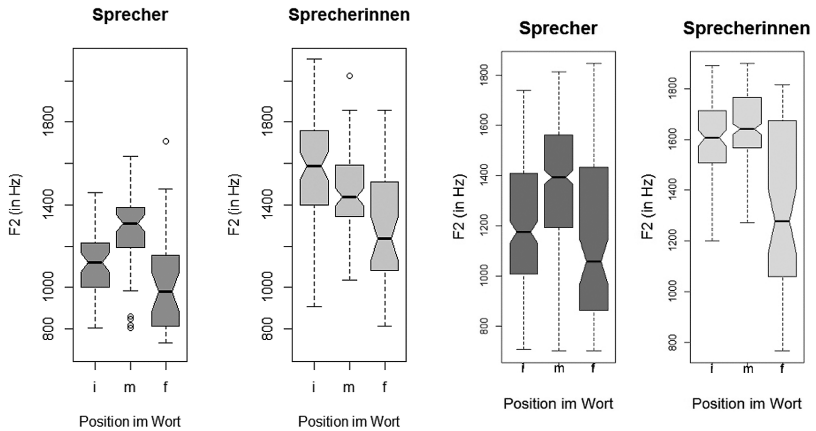 Sprecher
F2 (in Hz)
800 1000 1400 1800
i m f
Position im Wort
Sprecherinnen
F2 (in Hz)
800 1000 1400 1800
i m f
Position im Wort
Sprecher
F2 (in Hz)
800 1000 1200 1400 1600 1800
i m f
Position im Wort
Sprecherinnen
F2 (in Hz)
800 1000 1200 1400 1600 1800
i m f
Position im Wort